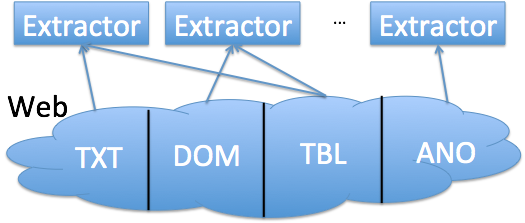 Extractor Extractor ... Extractor
Web
TXT DOM TBL ANO